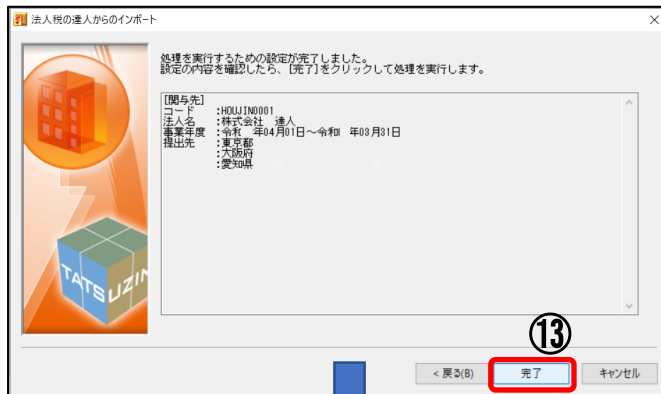 法人税の達人からのインポート
処理を実行するための設定が完了しました。
設定の内容を確認したら、[完了]をクリックして処理を実行します。
[関与先]
コード :HOUJIN0001
法人名 :株式会社 達人
事業年度 :令和 年04月01日～令和 年03月31日
提出先 :東京都
:大阪府
:愛知県
TATSUZIN
⑬
< 戻る(B) 完了 キャンセル